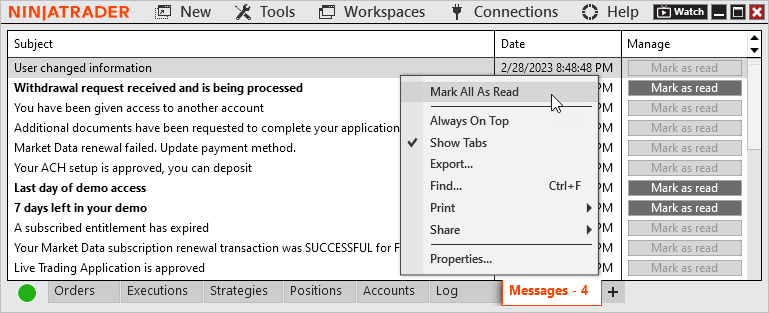 NINJATRADER New Tools Workspaces Connections Help Watch
Subject Date Manage
User changed information 2/28/2023 8:48:48 PM Mark as read
Withdrawal request received and is being processed PM Mark as read
You have been given access to another account PM Mark as read
Additional documents have been requested to complete your application PM Mark as read
Market Data renewal failed. Update payment method. PM Mark as read
Your ACH setup is approved, you can deposit PM Mark as read
Last day of demo access PM Mark as read
7 days left in your demo PM Mark as read
A subscribed entitlement has expired PM Mark as read
Your Market Data subscription renewal transaction was SUCCESSFUL for F PM Mark as read
Live Trading Application is approved PM Mark as read
Mark All As Read
Always On Top
Show Tabs
Export...
Find... Ctrl+F
Print
Share
Properties...
Orders Executions Strategies Positions Accounts Log Messages - 4 +